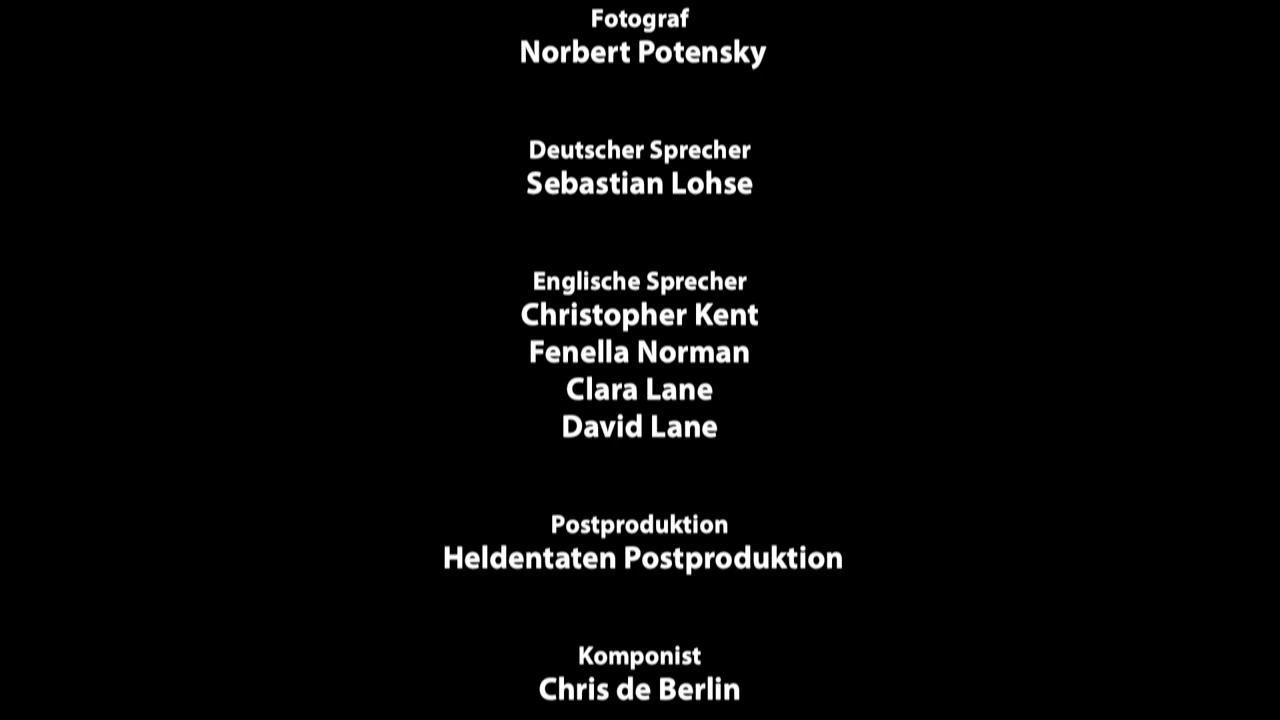 Fotograf
Norbert Potensky
Deutscher Sprecher
Sebastian Lohse
Englische Sprecher
Christopher Kent
Fenella Norman
Clara Lane
David Lane
Postproduktion
Heldentaten Postproduktion
Komponist
Chris de Berlin